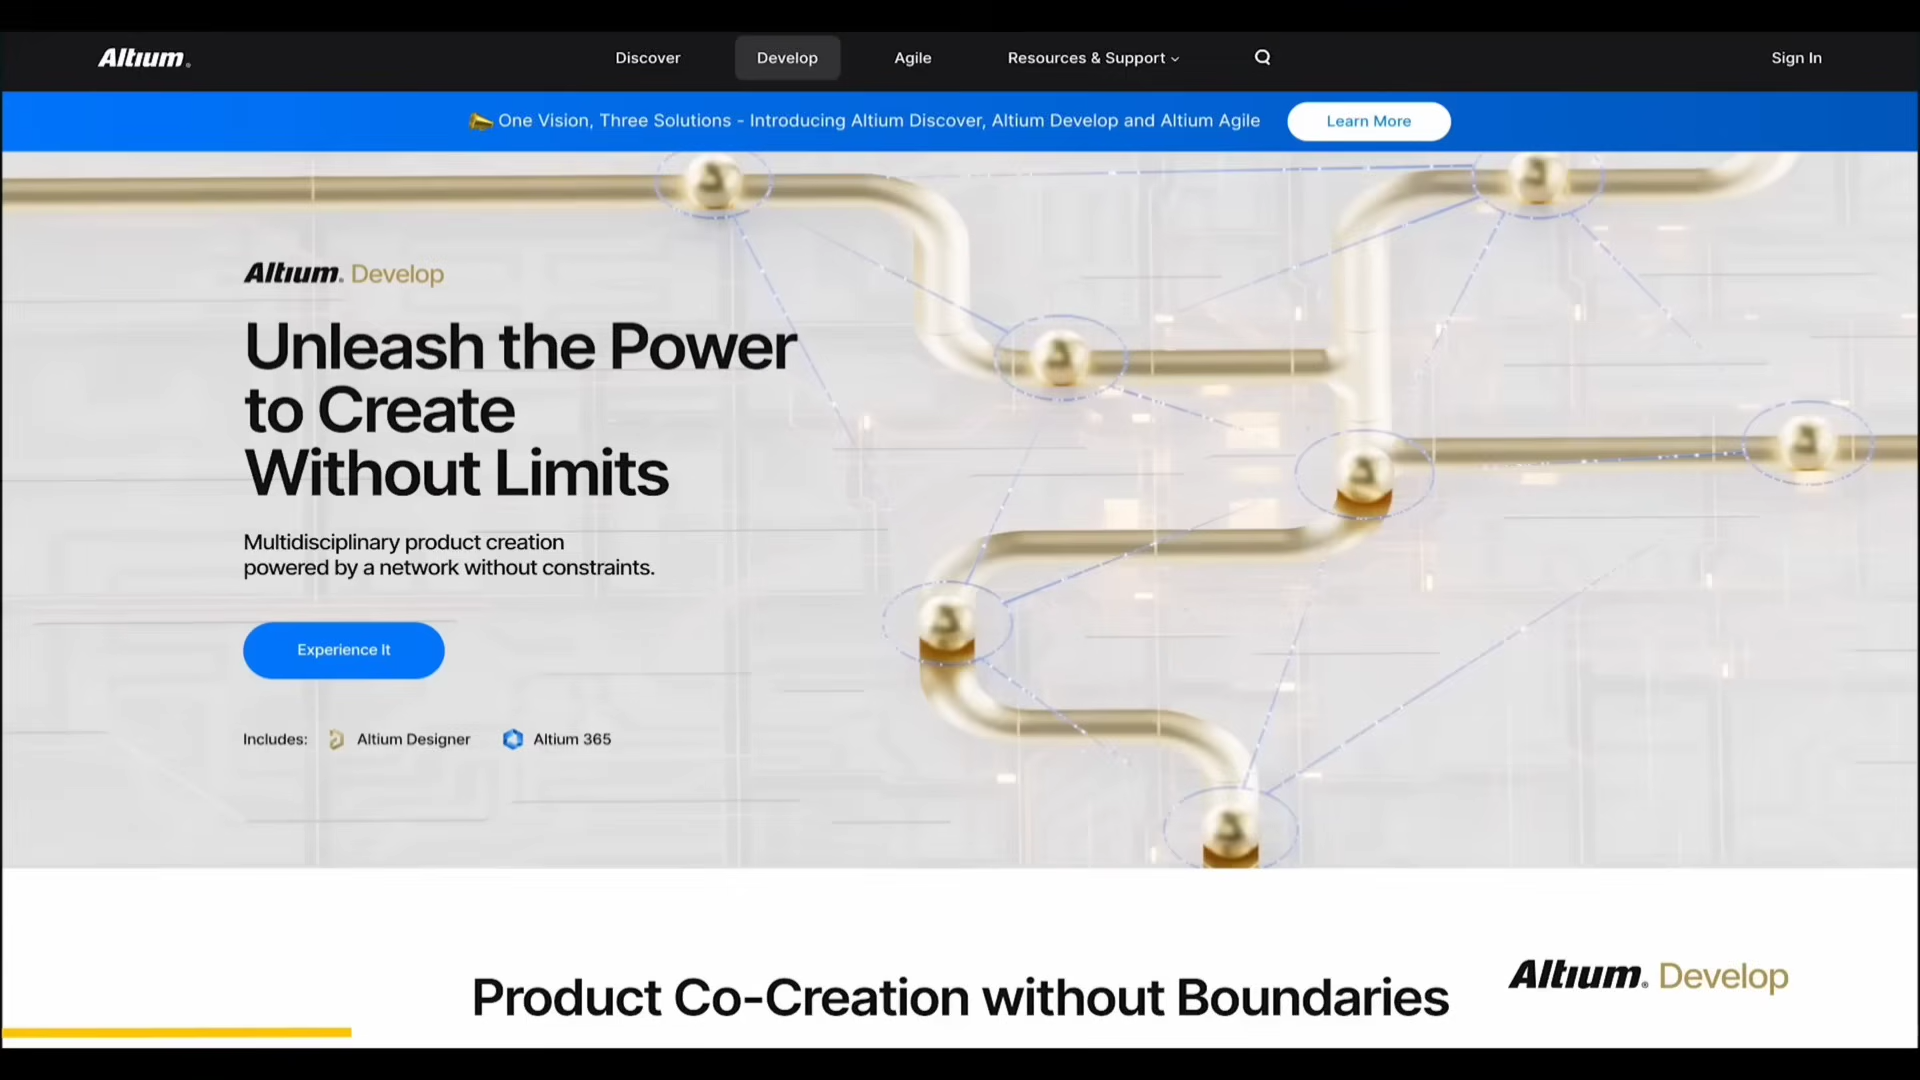 Altium.
Discover
Develop
Agile
Resources & Support
Sign In
One Vision, Three Solutions - Introducing Altium Discover, Altium Develop and Altium Agile
Learn More
Altium. Develop
Unleash the Power
to Create
Without Limits
Multidisciplinary product creation
powered by a network without constraints.
Experience It
Includes:
Altium Designer
Altium 365
Product Co-Creation without Boundaries
Altium. Develop